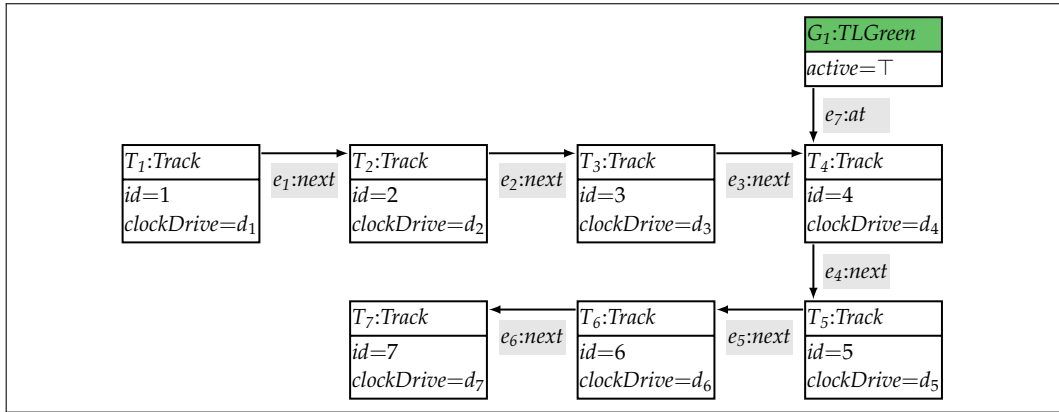 G₁:TLGreen
active=⊤
e₇:at
T₁:Track
id=1
clockDrive=d₁
e₁:next
T₂:Track
id=2
clockDrive=d₂
e₂:next
T₃:Track
id=3
clockDrive=d₃
e₃:next
T₄:Track
id=4
clockDrive=d₄
e₄:next
T₇:Track
id=7
clockDrive=d₇
e₆:next
T₆:Track
id=6
clockDrive=d₆
e₅:next
T₅:Track
id=5
clockDrive=d₅